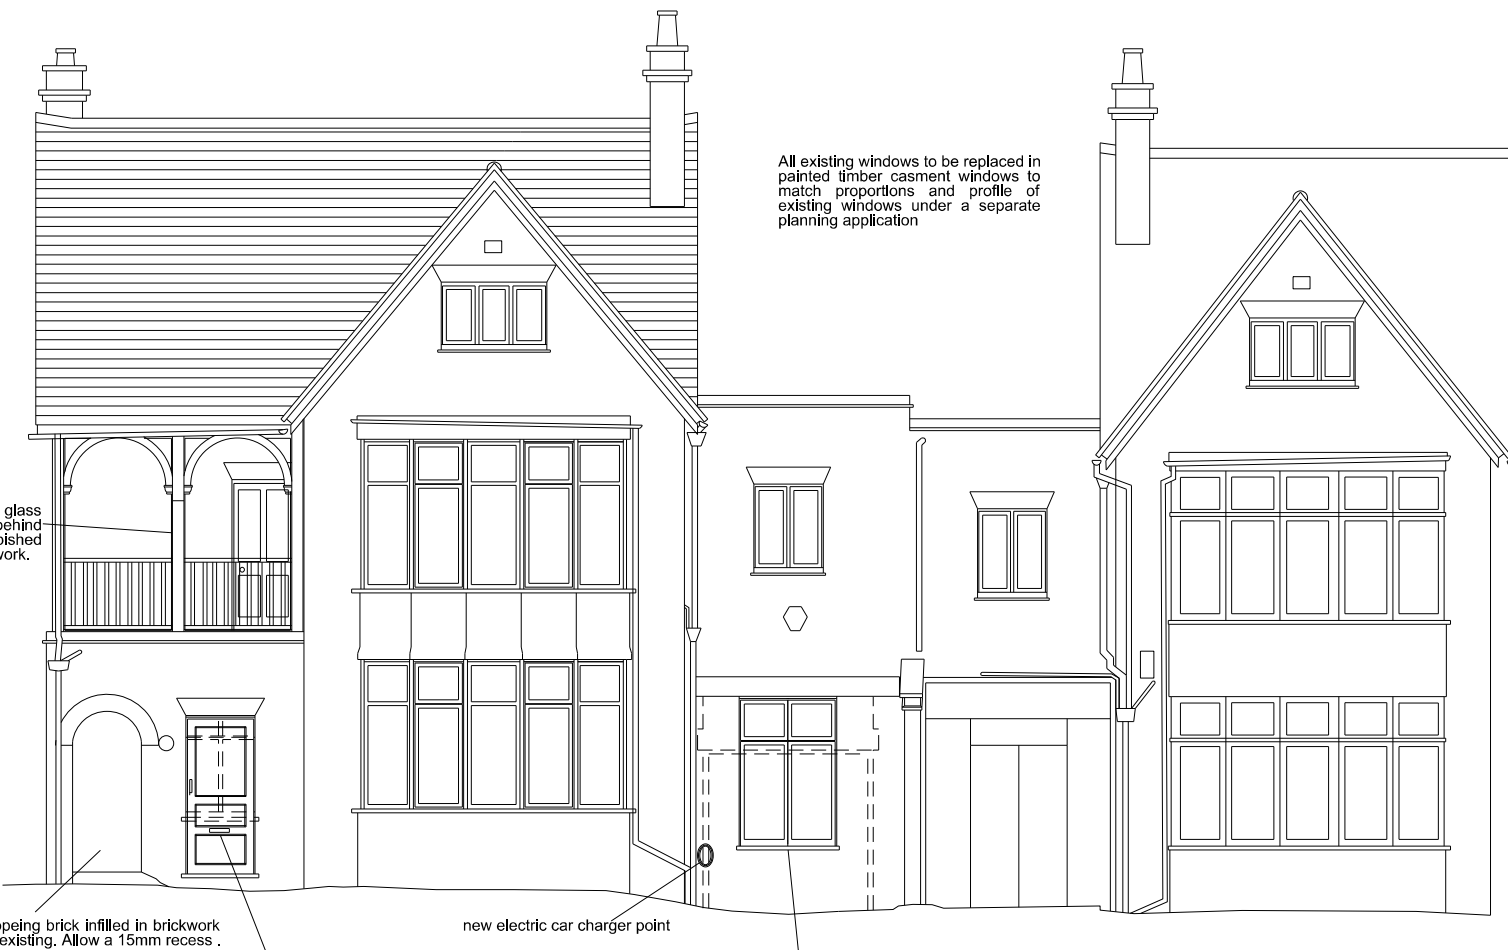 All existing windows to be replaced in
painted timber casment windows to
match proportions and profile of
existing windows under a separate
planning application
glass
behind
bished
work.
new electric car charger point
opeing brick infilled in brickwork
existing. Allow a 15mm recess .